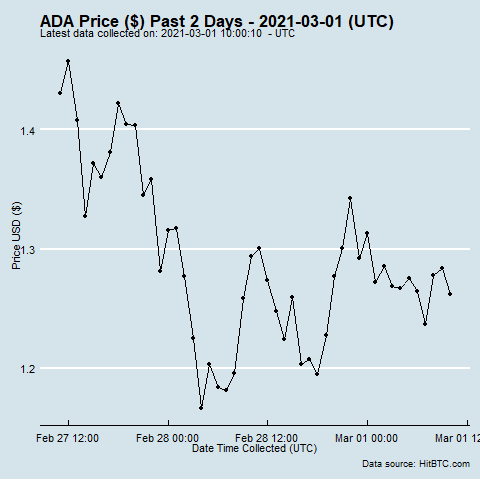 ADA Price ($) Past 2 Days - 2021-03-01 (UTC)
Latest data collected on: 2021-03-01 10:00:10 - UTC
1.4
1.3
1.2
Price USD ($)
Feb 27 12:00 Feb 28 00:00 Feb 28 12:00 Mar 01 00:00 Mar 01 12
Date Time Collected (UTC)
Data source: HitBTC.com